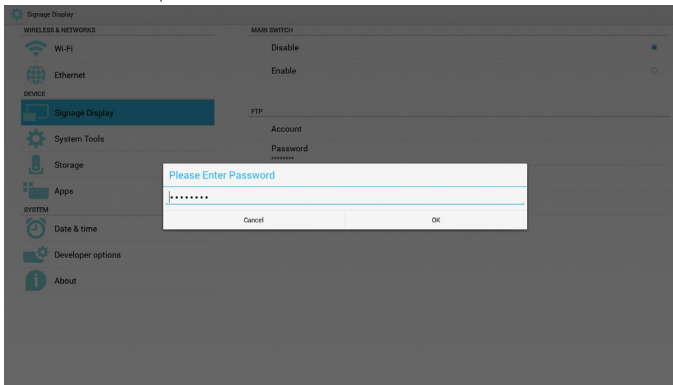 Signage Display
WIRELESS & NETWORKS
Wi-Fi
Ethernet
DEVICE
Signage Display
System Tools
Storage
Apps
SYSTEM
Date & time
Developer options
About
MAIN SWITCH
Disable
Enable
FTP
Account
Password
********
Please Enter Password
••••••••
Cancel
OK